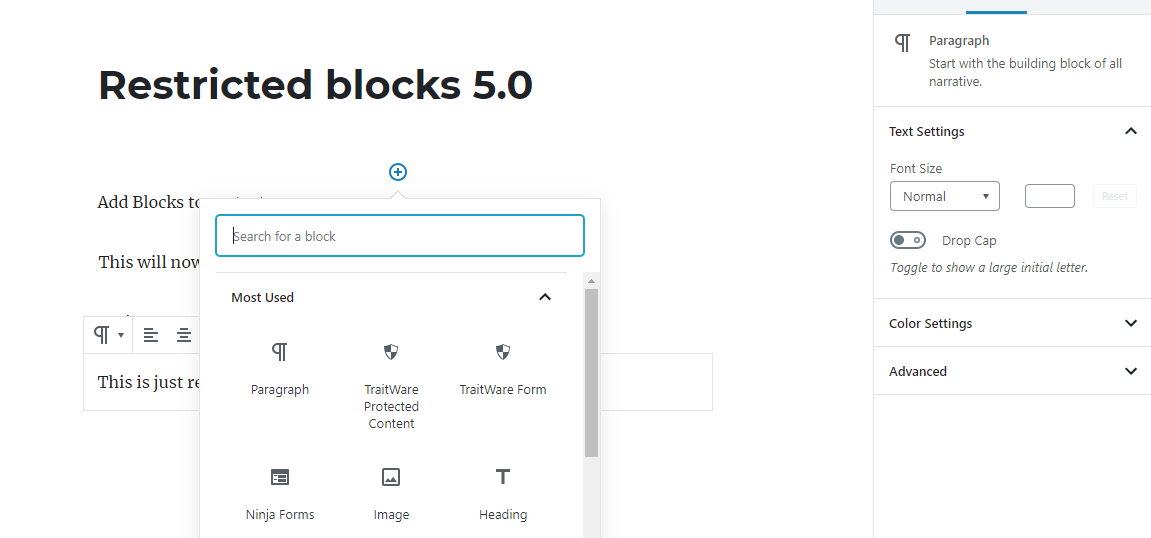 Restricted blocks 5.0
Add Blocks to
This will now
This is just
Search for a block
Most Used
Paragraph
TraitWare Protected Content
TraitWare Form
Ninja Forms
Image
Heading
Paragraph
Start with the building block of all
narrative.
Text Settings
Font Size
Normal
Reset
Drop Cap
Toggle to show a large initial letter.
Color Settings
Advanced